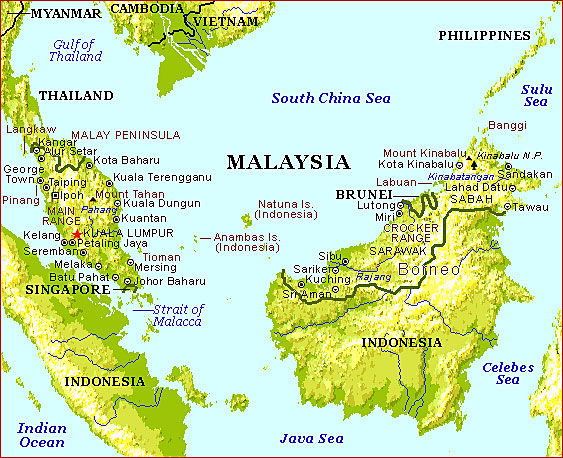 MYANMAR
CAMBODIA
VIETNAM
PHILIPPINES
Gulf of
Thailand
THAILAND
South China Sea
Sulu
Sea
Langkaw
Kangar
MALAY PENINSULA
Alur Setar
Kota Baharu
George
Town
Taiping
Kuala Terengganu
Ipoh
Mount Tahan
Pinang
MAIN
RANGE
Pahang
Kuala Dungun
Kuantan
KUALA LUMPUR
Kelang
Petaling Jaya
Seremban
Melaka
Tioman
Mersing
Batu Pahat
Johor Baharu
SINGAPORE
Strait of
Malacca
MALAYSIA
Natuna Is.
(Indonesia)
Anambas Is.
(Indonesia)
Banggi
Mount Kinabalu
Kinabalu N.P.
Kota Kinabalu
Kinabatangan
Sandakan
Labuan
Lahad Datu
BRUNEI
SABAH
Lutong
Tawau
Miri
CROCKER
RANGE
SARAWAK
Sibu
Borneo
Sarikei
Rajang
Kuching
Sri Aman
INDONESIA
INDONESIA
Celebes
Sea
Indian
Ocean
Java Sea